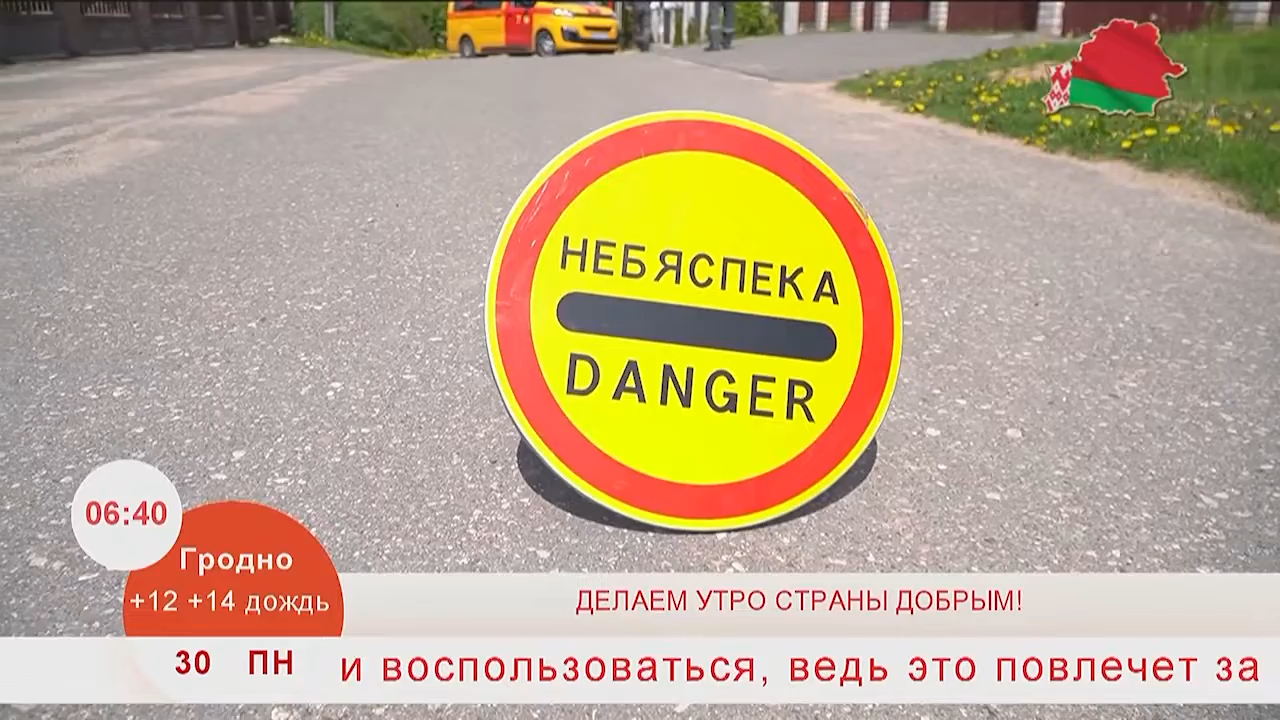 НЕБЯСПЕКА
DANGER
06:40
Гродно
+12 +14 дождь
ДЕЛАЕМ УТРО СТРАНЫ ДОБРЫМ!
30 ПН
и воспользоваться, ведь это повлечет за